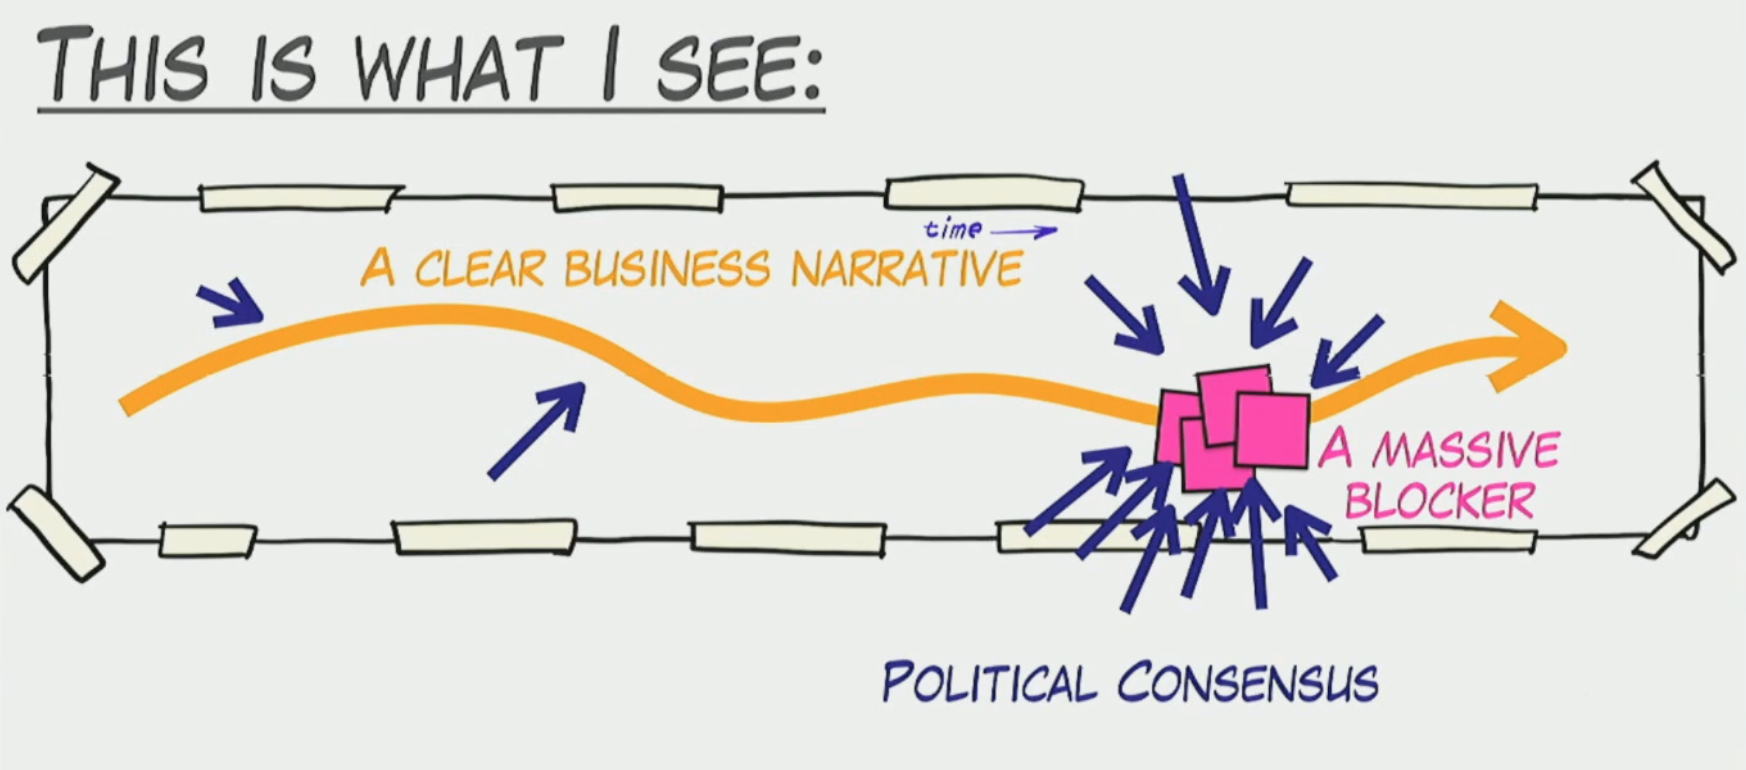 THIS IS WHAT I SEE:
time
A CLEAR BUSINESS NARRATIVE
A MASSIVE
BLOCKER
POLITICAL CONSENSUS